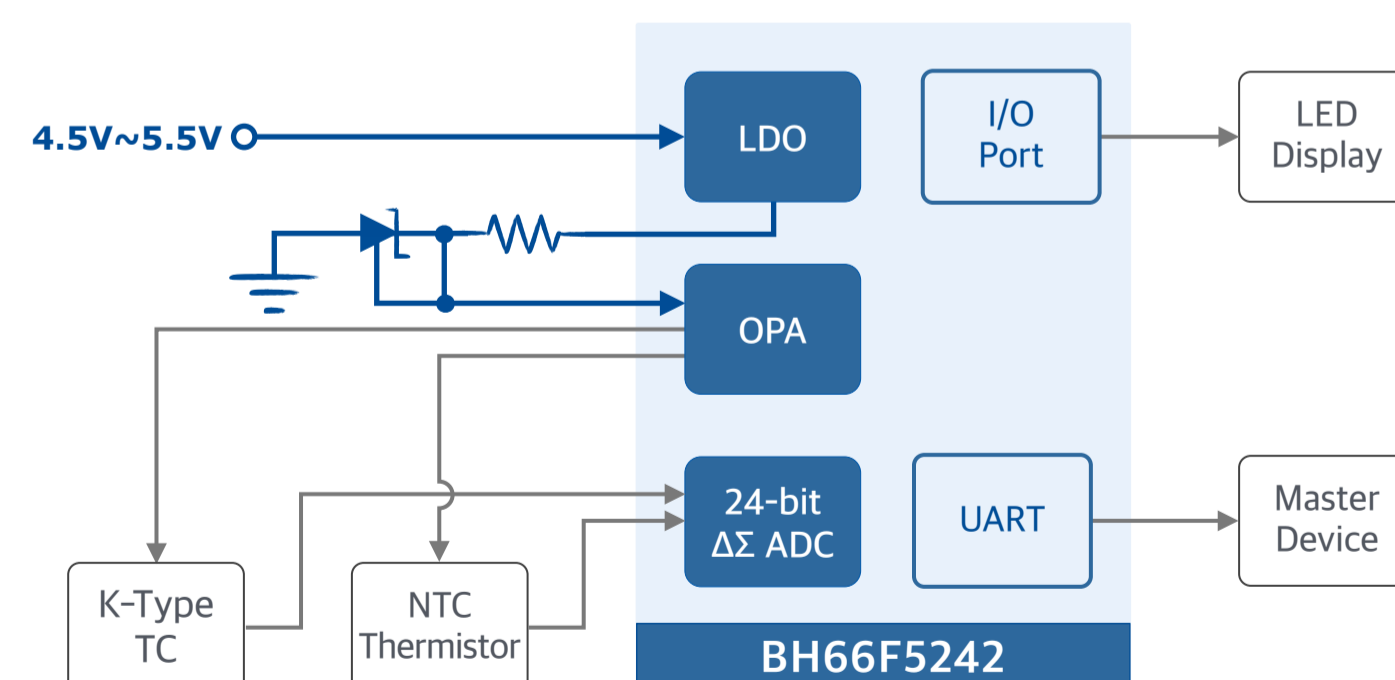 4.5V~5.5V
LDO
I/O
Port
LED
Display
OPA
24-bit
ΔΣ ADC
UART
Master
Device
K-Type
TC
NTC
Thermistor
BH66F5242